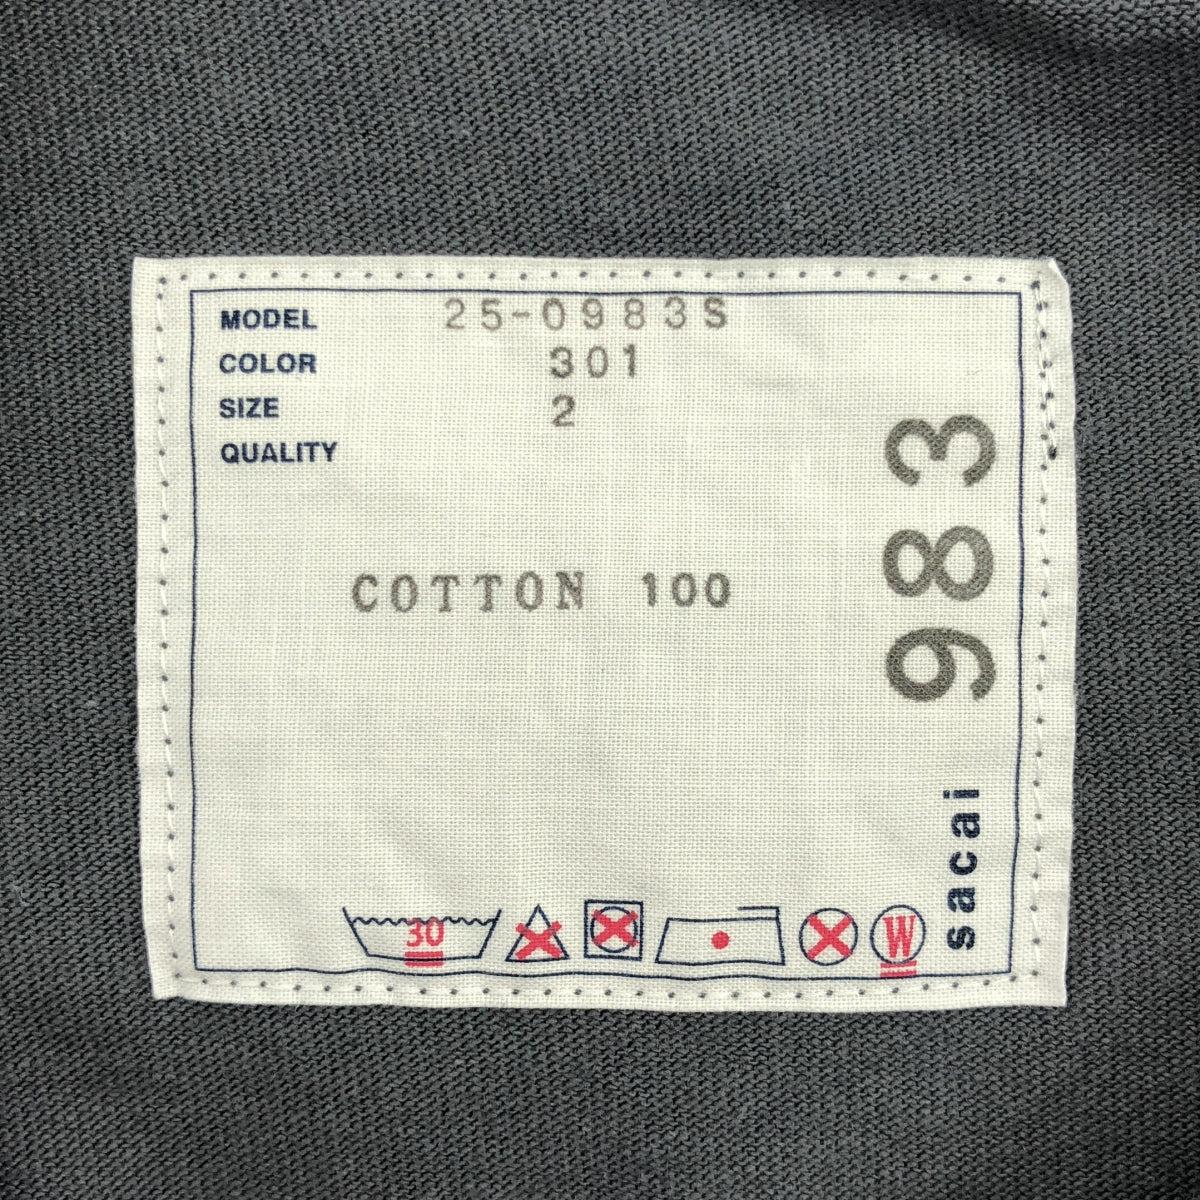 MODEL 25-0983S
COLOR 301
SIZE 2
QUALITY
COTTON 100
983
sacai
30
W